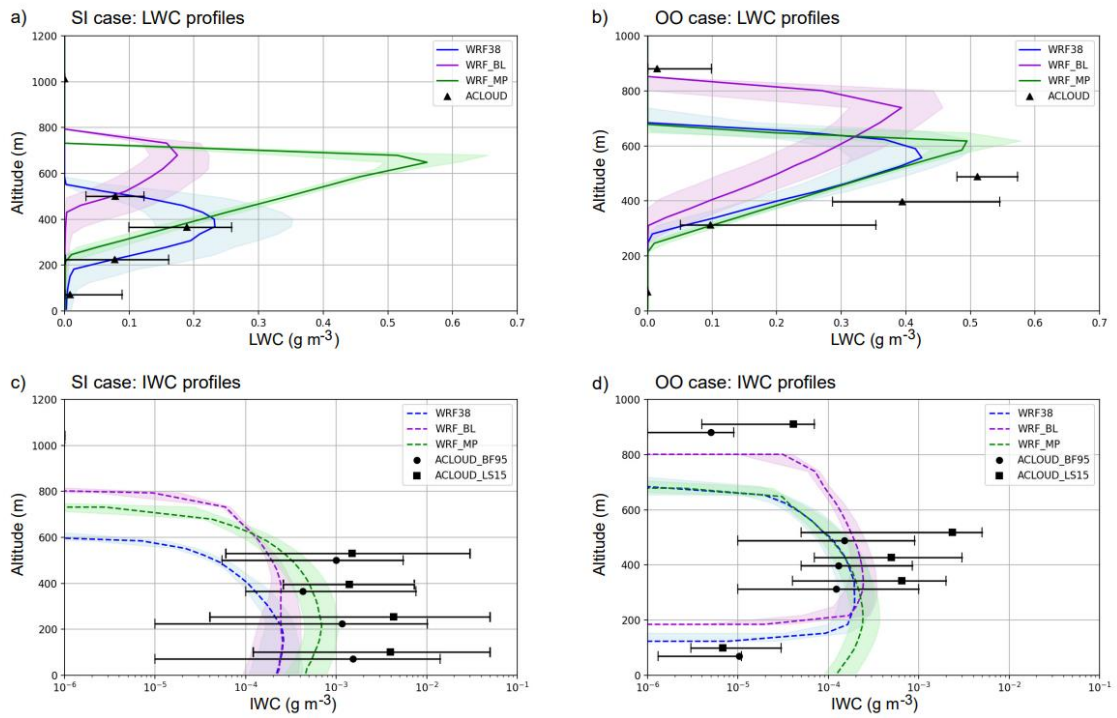 a) SI case: LWC profiles
1200
1000
800
600
400
200
0
0.0 0.1 0.2 0.3 0.4 0.5 0.6 0.7
Altitude (m)
LWC (g m⁻³)
WRF38
WRF_BL
WRF_MP
ACLOUD
b) OO case: LWC profiles
1000
800
600
400
200
0
0.0 0.1 0.2 0.3 0.4 0.5 0.6 0.7
Altitude (m)
LWC (g m⁻³)
WRF38
WRF_BL
WRF_MP
ACLOUD
c) SI case: IWC profiles
1200
1000
800
600
400
200
0
10⁻⁶ 10⁻⁵ 10⁻⁴ 10⁻³ 10⁻² 10⁻¹
Altitude (m)
IWC (g m⁻³)
WRF38
WRF_BL
WRF_MP
ACLOUD_BF95
ACLOUD_LS15
d) OO case: IWC profiles
1000
800
600
400
200
0
10⁻⁶ 10⁻⁵ 10⁻⁴ 10⁻³ 10⁻² 10⁻¹
Altitude (m)
IWC (g m⁻³)
WRF38
WRF_BL
WRF_MP
ACLOUD_BF95
ACLOUD_LS15